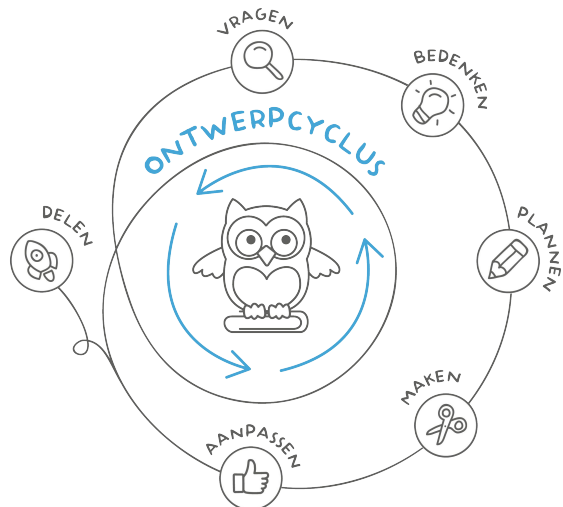 ONTWERPCYCLUS
VRAGEN
BEDENKEN
PLANNEN
MAKEN
AANPASSEN
DELEN